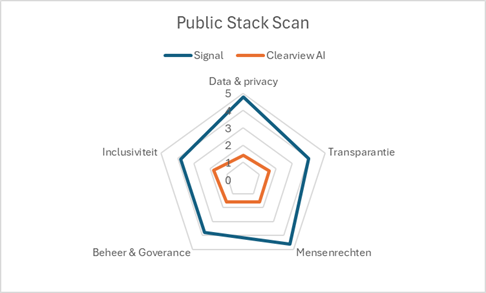 Public Stack Scan
Signal Clearview AI
Data & privacy
5
4
3
2
1
0
Inclusiviteit
Transparantie
Beheer & Goverance
Mensenrechten